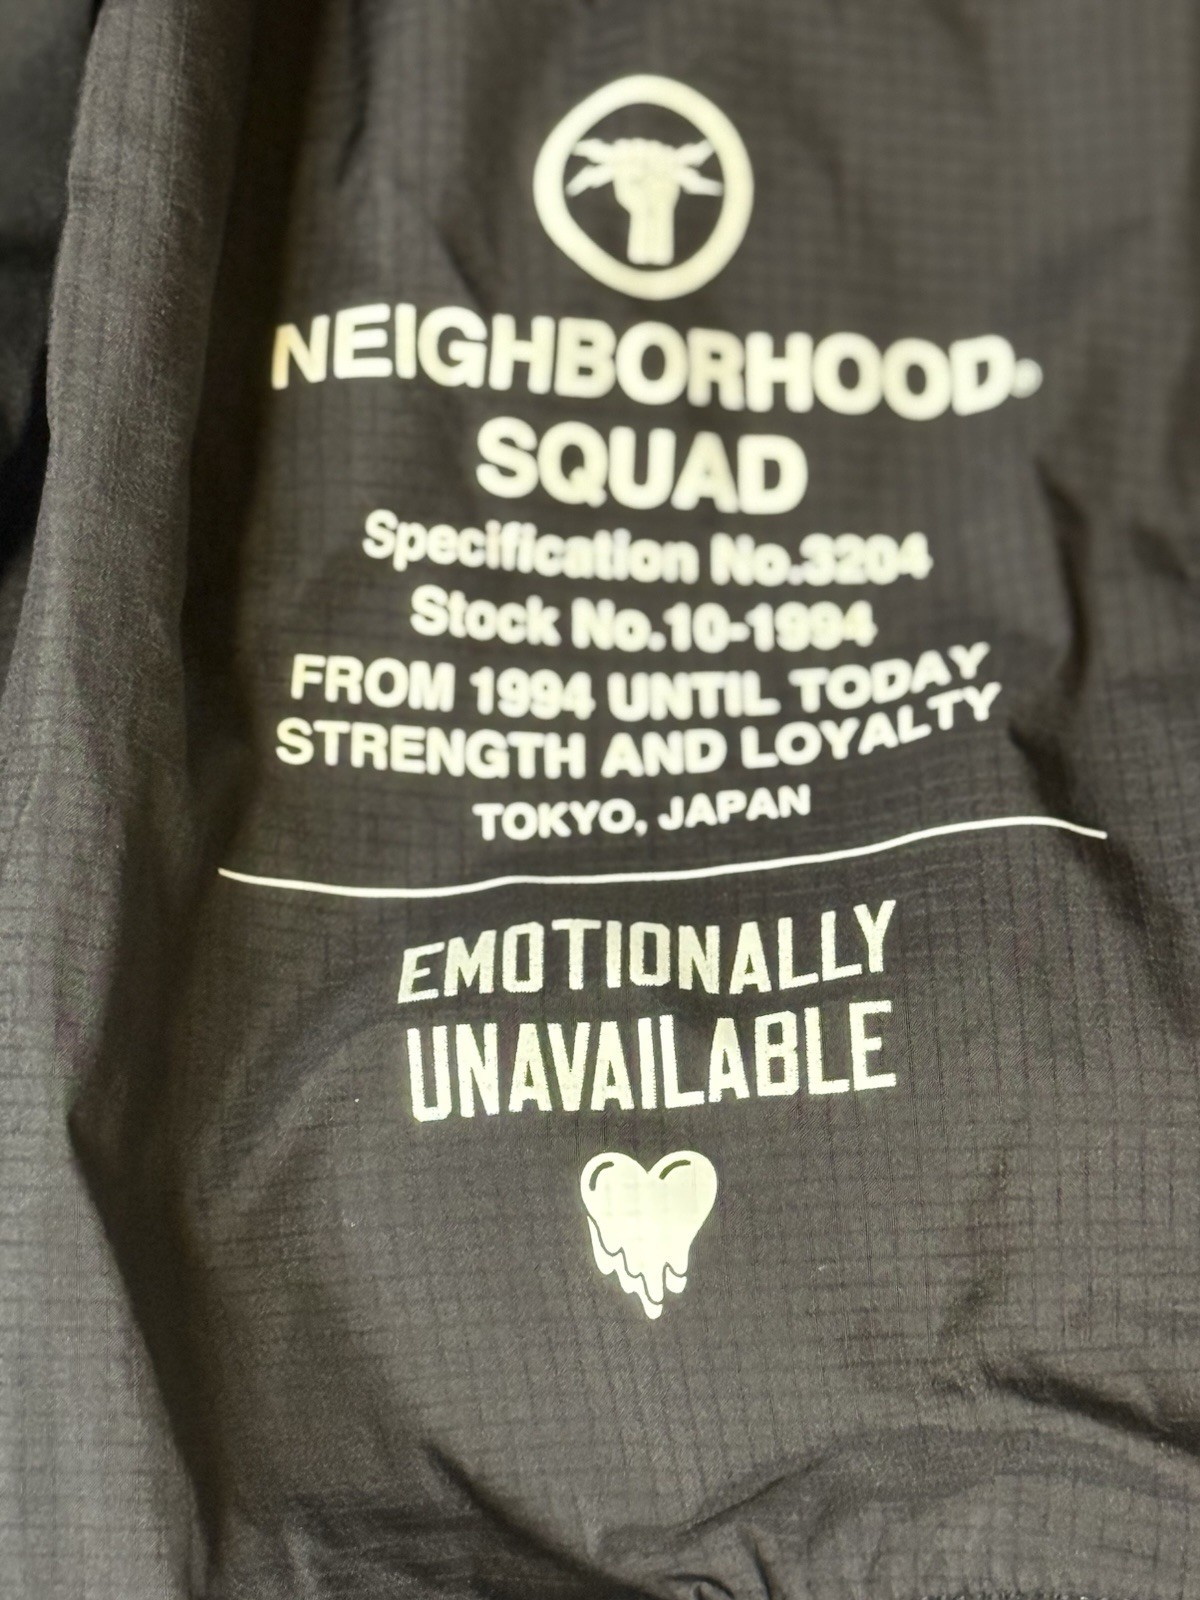 NEIGHBORHOOD®
SQUAD
Specification No.3204
Stock No.10-1994
FROM 1994 UNTIL TODAY
STRENGTH AND LOYALTY
TOKYO, JAPAN
EMOTIONALLY
UNAVAILABLE